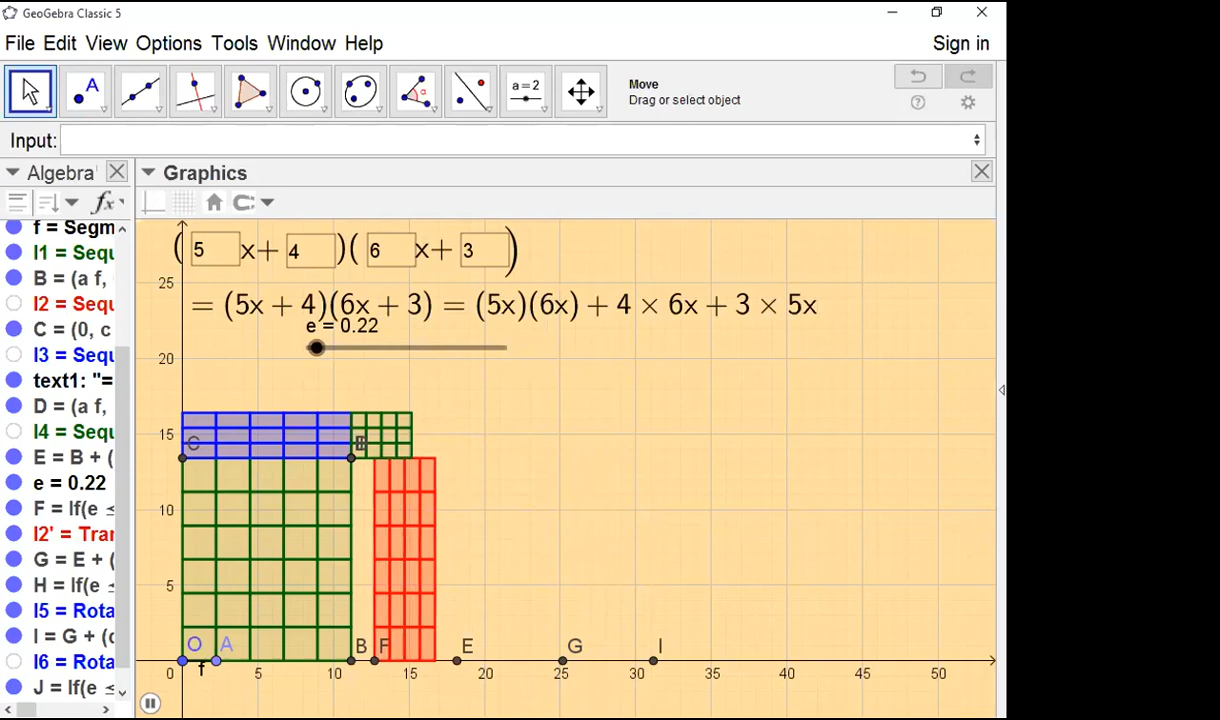 GeoGebra Classic 5
File Edit View Options Tools Window Help Sign in
A
a=2
Move
Drag or select object
Input:
Algebra
Graphics
fx
f = Segm
l1 = Sequ
B = (a f,
l2 = Sequ
C = (0, c
l3 = Sequ
text1: "=
D = (a f,
l4 = Sequ
E = B + (
e = 0.22
F = If(e ≤
l2' = Tran
G = E + (
H = If(e ≤
l5 = Rota
I = G + (c
l6 = Rota
J = If(e ≤
( 5 x+ 4 )( 6 x+ 3 )
= (5x + 4)(6x + 3) = (5x)(6x) + 4 × 6x + 3 × 5x
e = 0.22
25
20
15
10
5
C
O A B F E G I
f
0 5 10 15 20 25 30 35 40 45 50